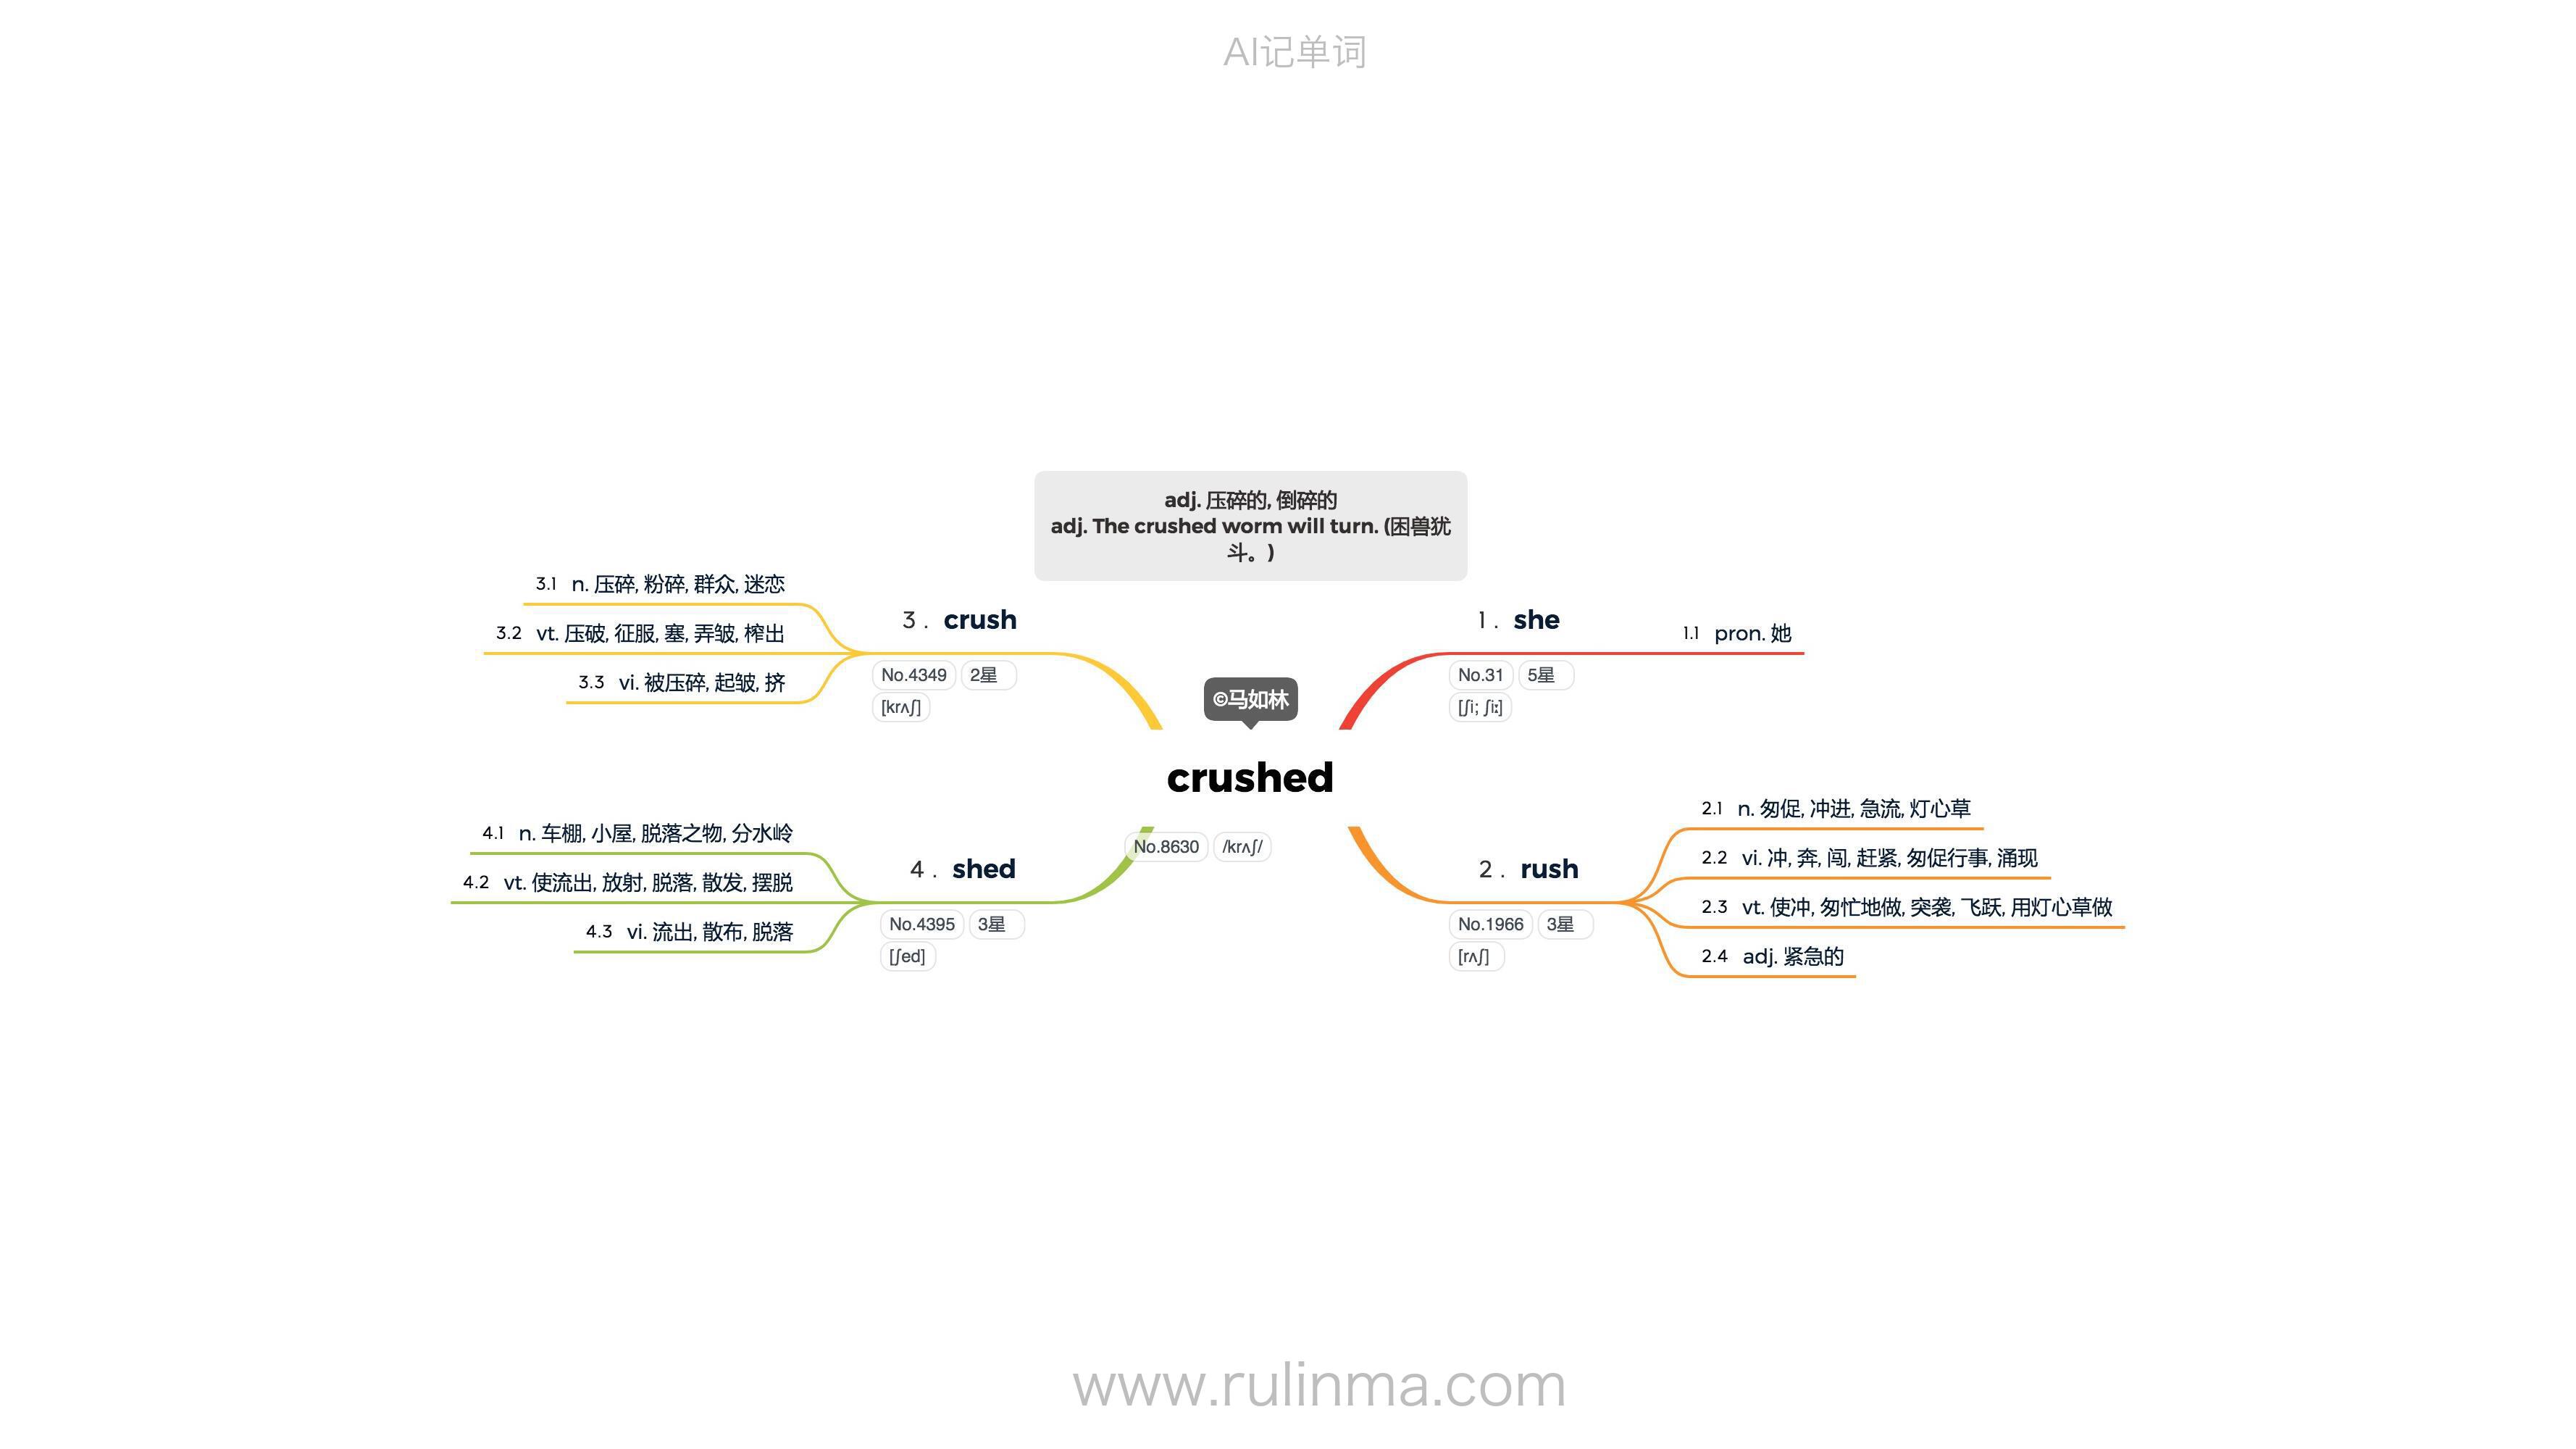 AI记单词
adj. 压碎的, 倒碎的
adj. The crushed worm will turn. (困兽犹
斗。)
©马如林
crushed
No.8630 /krʌʃ/
1 . she
No.31 5星
[ʃi; ʃiː]
1.1 pron. 她
2 . rush
No.1966 3星
[rʌʃ]
2.1 n. 匆促, 冲进, 急流, 灯心草
2.2 vi. 冲, 奔, 闯, 赶紧, 匆促行事, 涌现
2.3 vt. 使冲, 匆忙地做, 突袭, 飞跃, 用灯心草做
2.4 adj. 紧急的
3 . crush
No.4349 2星
[krʌʃ]
3.1 n. 压碎, 粉碎, 群众, 迷恋
3.2 vt. 压破, 征服, 塞, 弄皱, 榨出
3.3 vi. 被压碎, 起皱, 挤
4 . shed
No.4395 3星
[ʃed]
4.1 n. 车棚, 小屋, 脱落之物, 分水岭
4.2 vt. 使流出, 放射, 脱落, 散发, 摆脱
4.3 vi. 流出, 散布, 脱落
www.rulinma.com